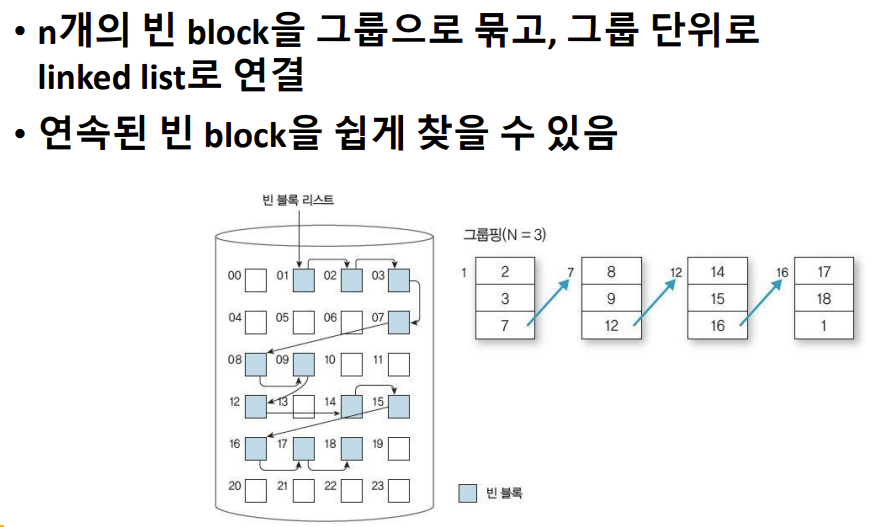 • n개의 빈 block을 그룹으로 묶고, 그룹 단위로
linked list로 연결
• 연속된 빈 block을 쉽게 찾을 수 있음
빈 블록 리스트
그룹핑(N = 3)
00 01 02 03
04 05 06 07
08 09 10 11
12 13 14 15
16 17 18 19
20 21 22 23
1 2 7 8 12 14 16 17
3 9 15 18
7 12 16 1
빈 블록